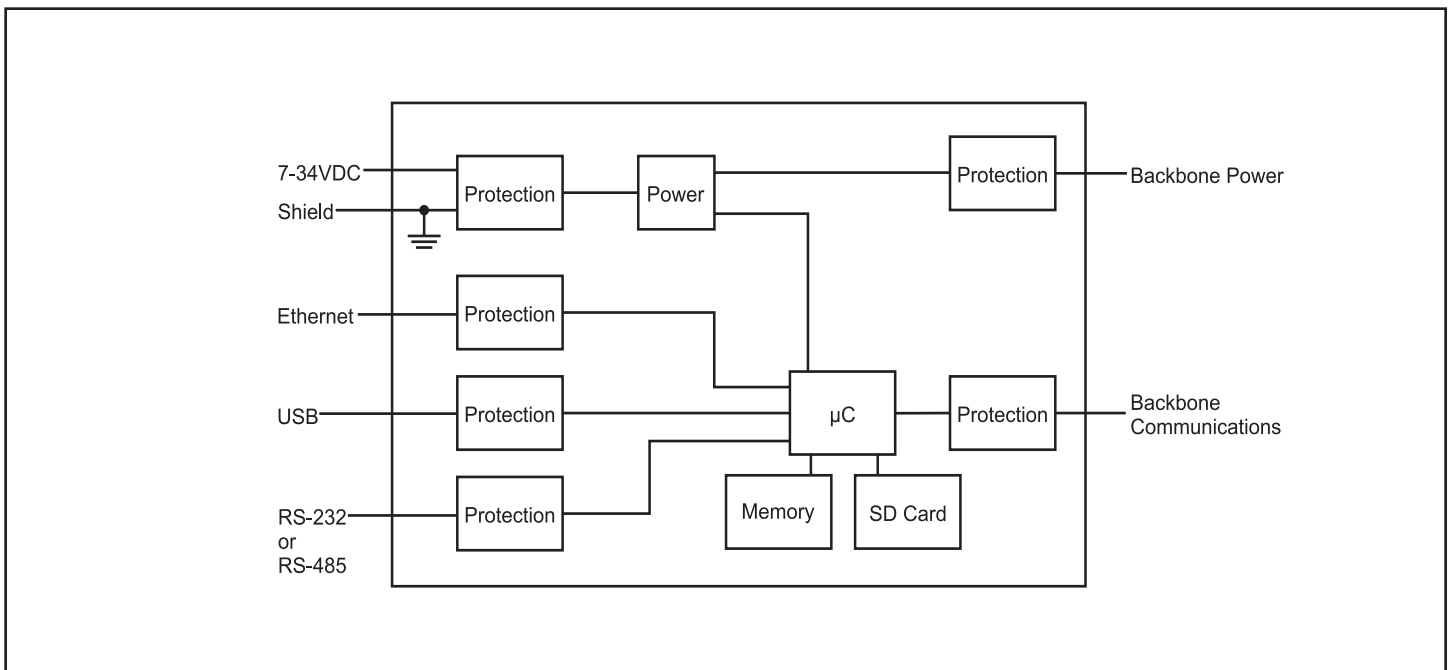 7-34VDC
Shield
Protection
Power
Protection
Backbone Power
Ethernet
Protection
USB
Protection
µC
Protection
Backbone
Communications
RS-232
or
RS-485
Protection
Memory
SD Card